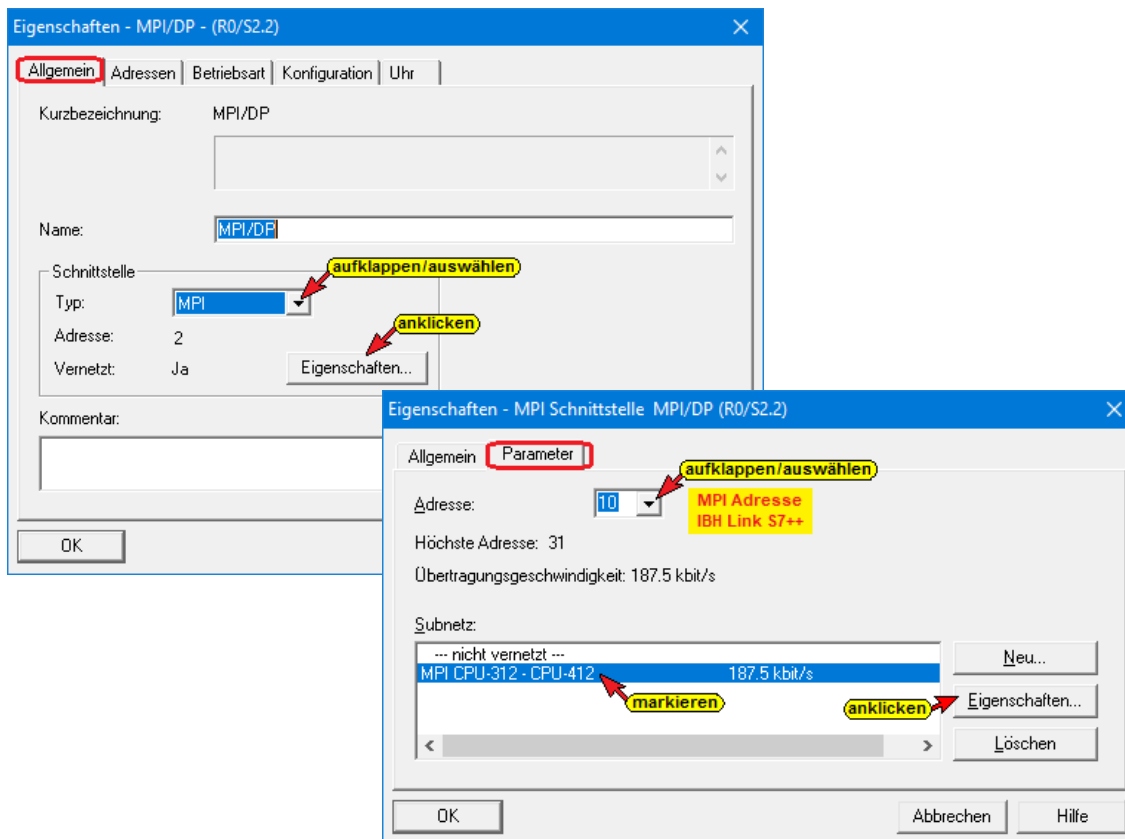 Eigenschaften - MPI/DP - (R0/S2.2)
Allgemein Adressen Betriebsart Konfiguration Uhr
Kurzbezeichnung: MPI/DP
Name: MPI/DP
Schnittstelle
aufklappen/auswählen
Typ: MPI
anklicken
Adresse: 2
Vernetzt: Ja Eigenschaften...
Kommentar:
OK
Eigenschaften - MPI Schnittstelle MPI/DP (R0/S2.2)
Allgemein Parameter
aufklappen/auswählen
Adresse: 10 MPI Adresse
IBH Link S7++
Höchste Adresse: 31
Übertragungsgeschwindigkeit: 187.5 kbit/s
Subnetz:
--- nicht vernetzt --- Neu...
MPI CPU-312 - CPU-412 187.5 kbit/s
markieren anklicken Eigenschaften...
Löschen
OK Abbrechen Hilfe